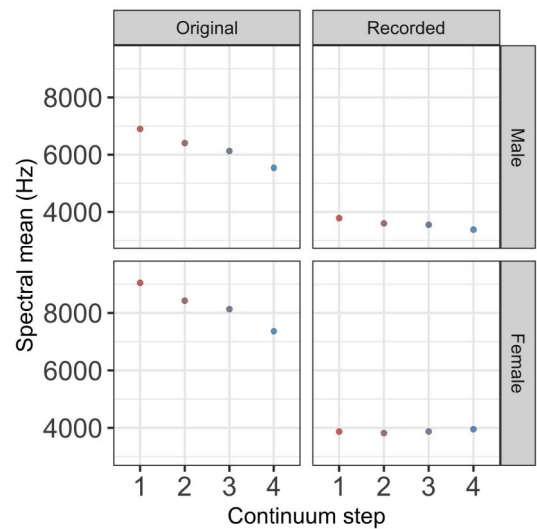 Original Recorded
Spectral mean (Hz)
8000
6000
4000
Male
8000
6000
4000
Female
1 2 3 4 1 2 3 4
Continuum step